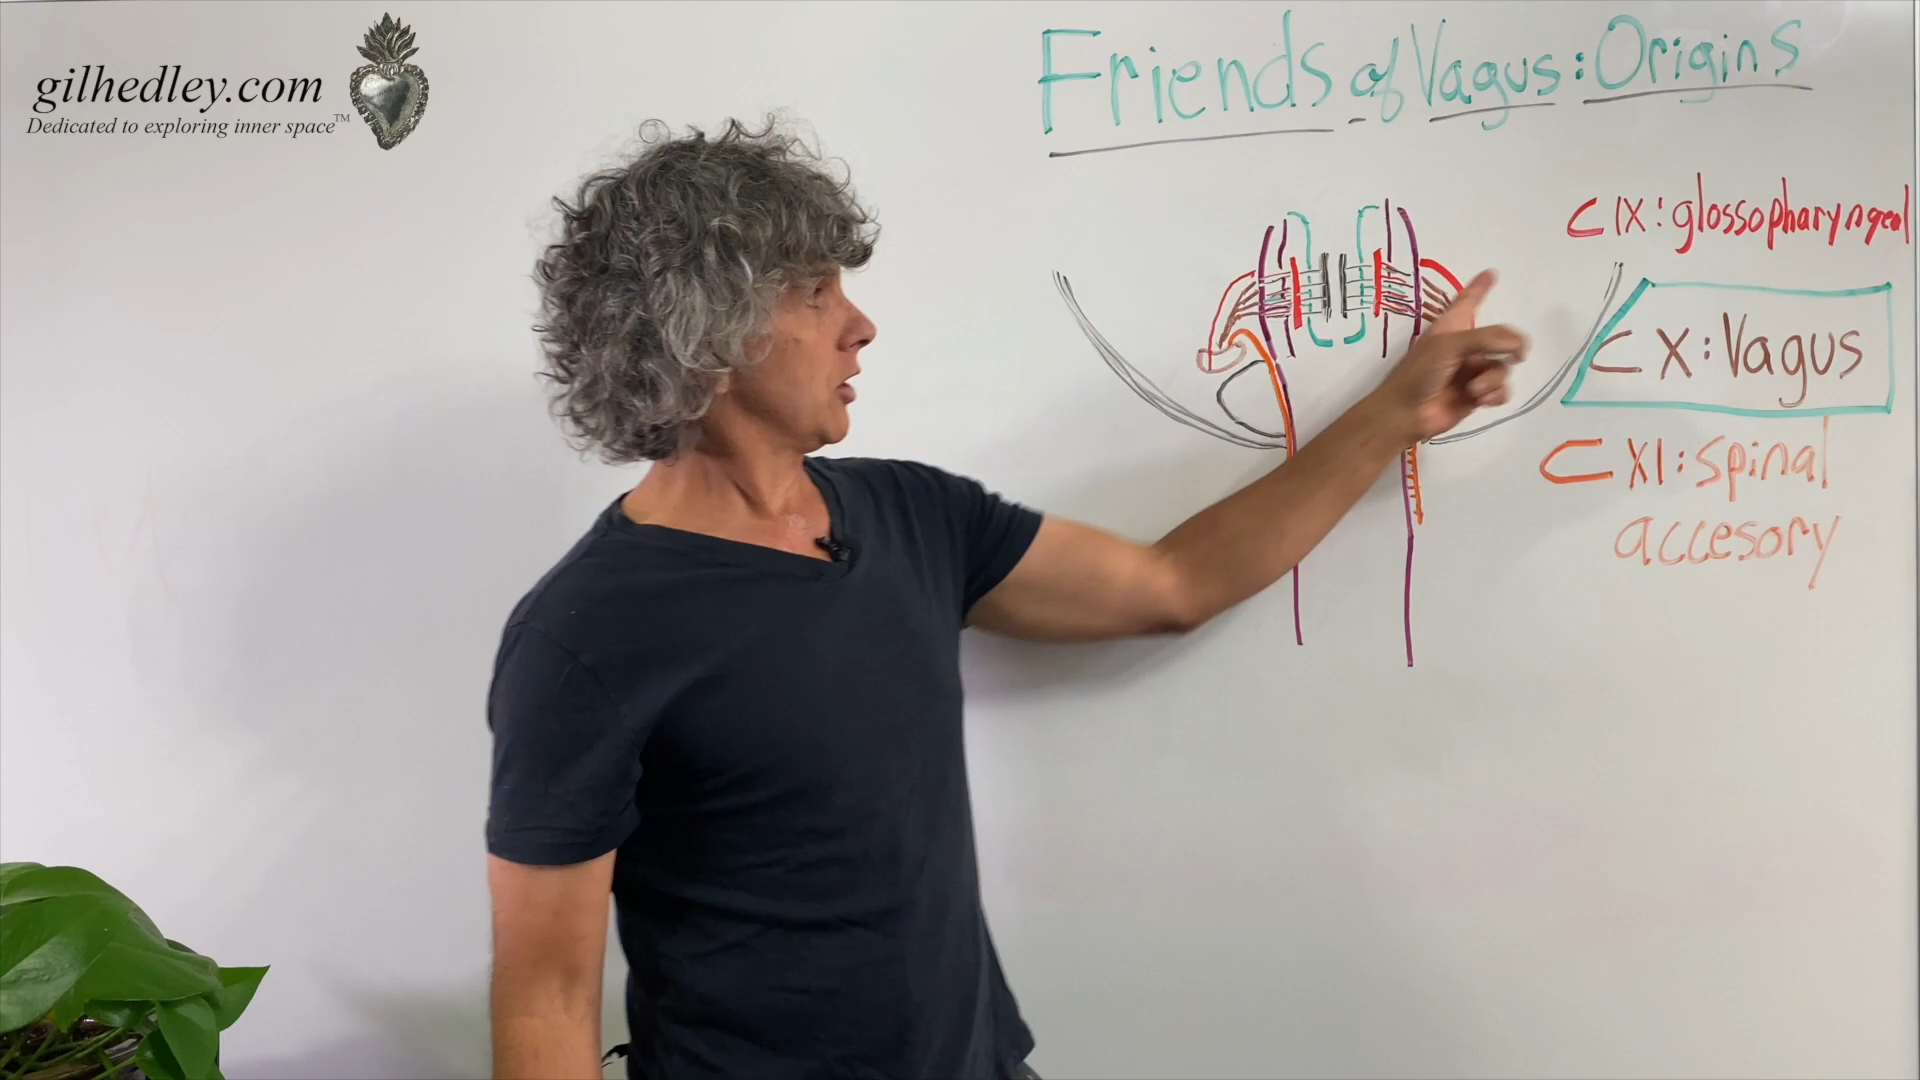 gilhedley.com
Dedicated to exploring inner space™
Friends of Vagus: Origins
C IX: glossopharyngeal
C X: Vagus
C XI: spinal
accesory